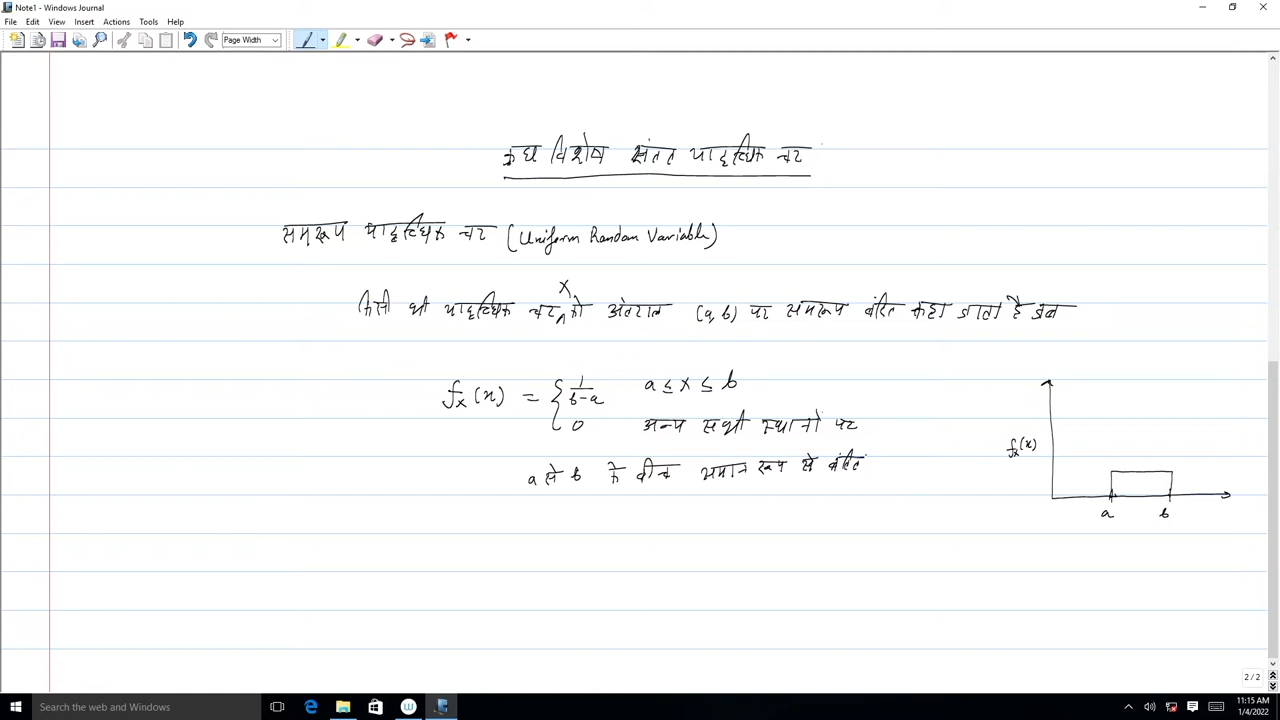 Note1 - Windows Journal
File Edit View Insert Actions Tools Help
Page Width
कुछ विशेष संतत यादृच्छिक चर
समरूप यादृच्छिक चर (Uniform Random Variable)
किसी भी यादृच्छिक चर X को अंतराल (a, b) पर समरूप बंटित कहा जाता है जब
fx(x) = { 1/b-a a ≤ x ≤ b
0 अन्य सभी स्थानों पर
a से b के बीच समान रूप से बंटित
fx(x)
a b
2 / 2
Search the web and Windows
11:15 AM
1/4/2022